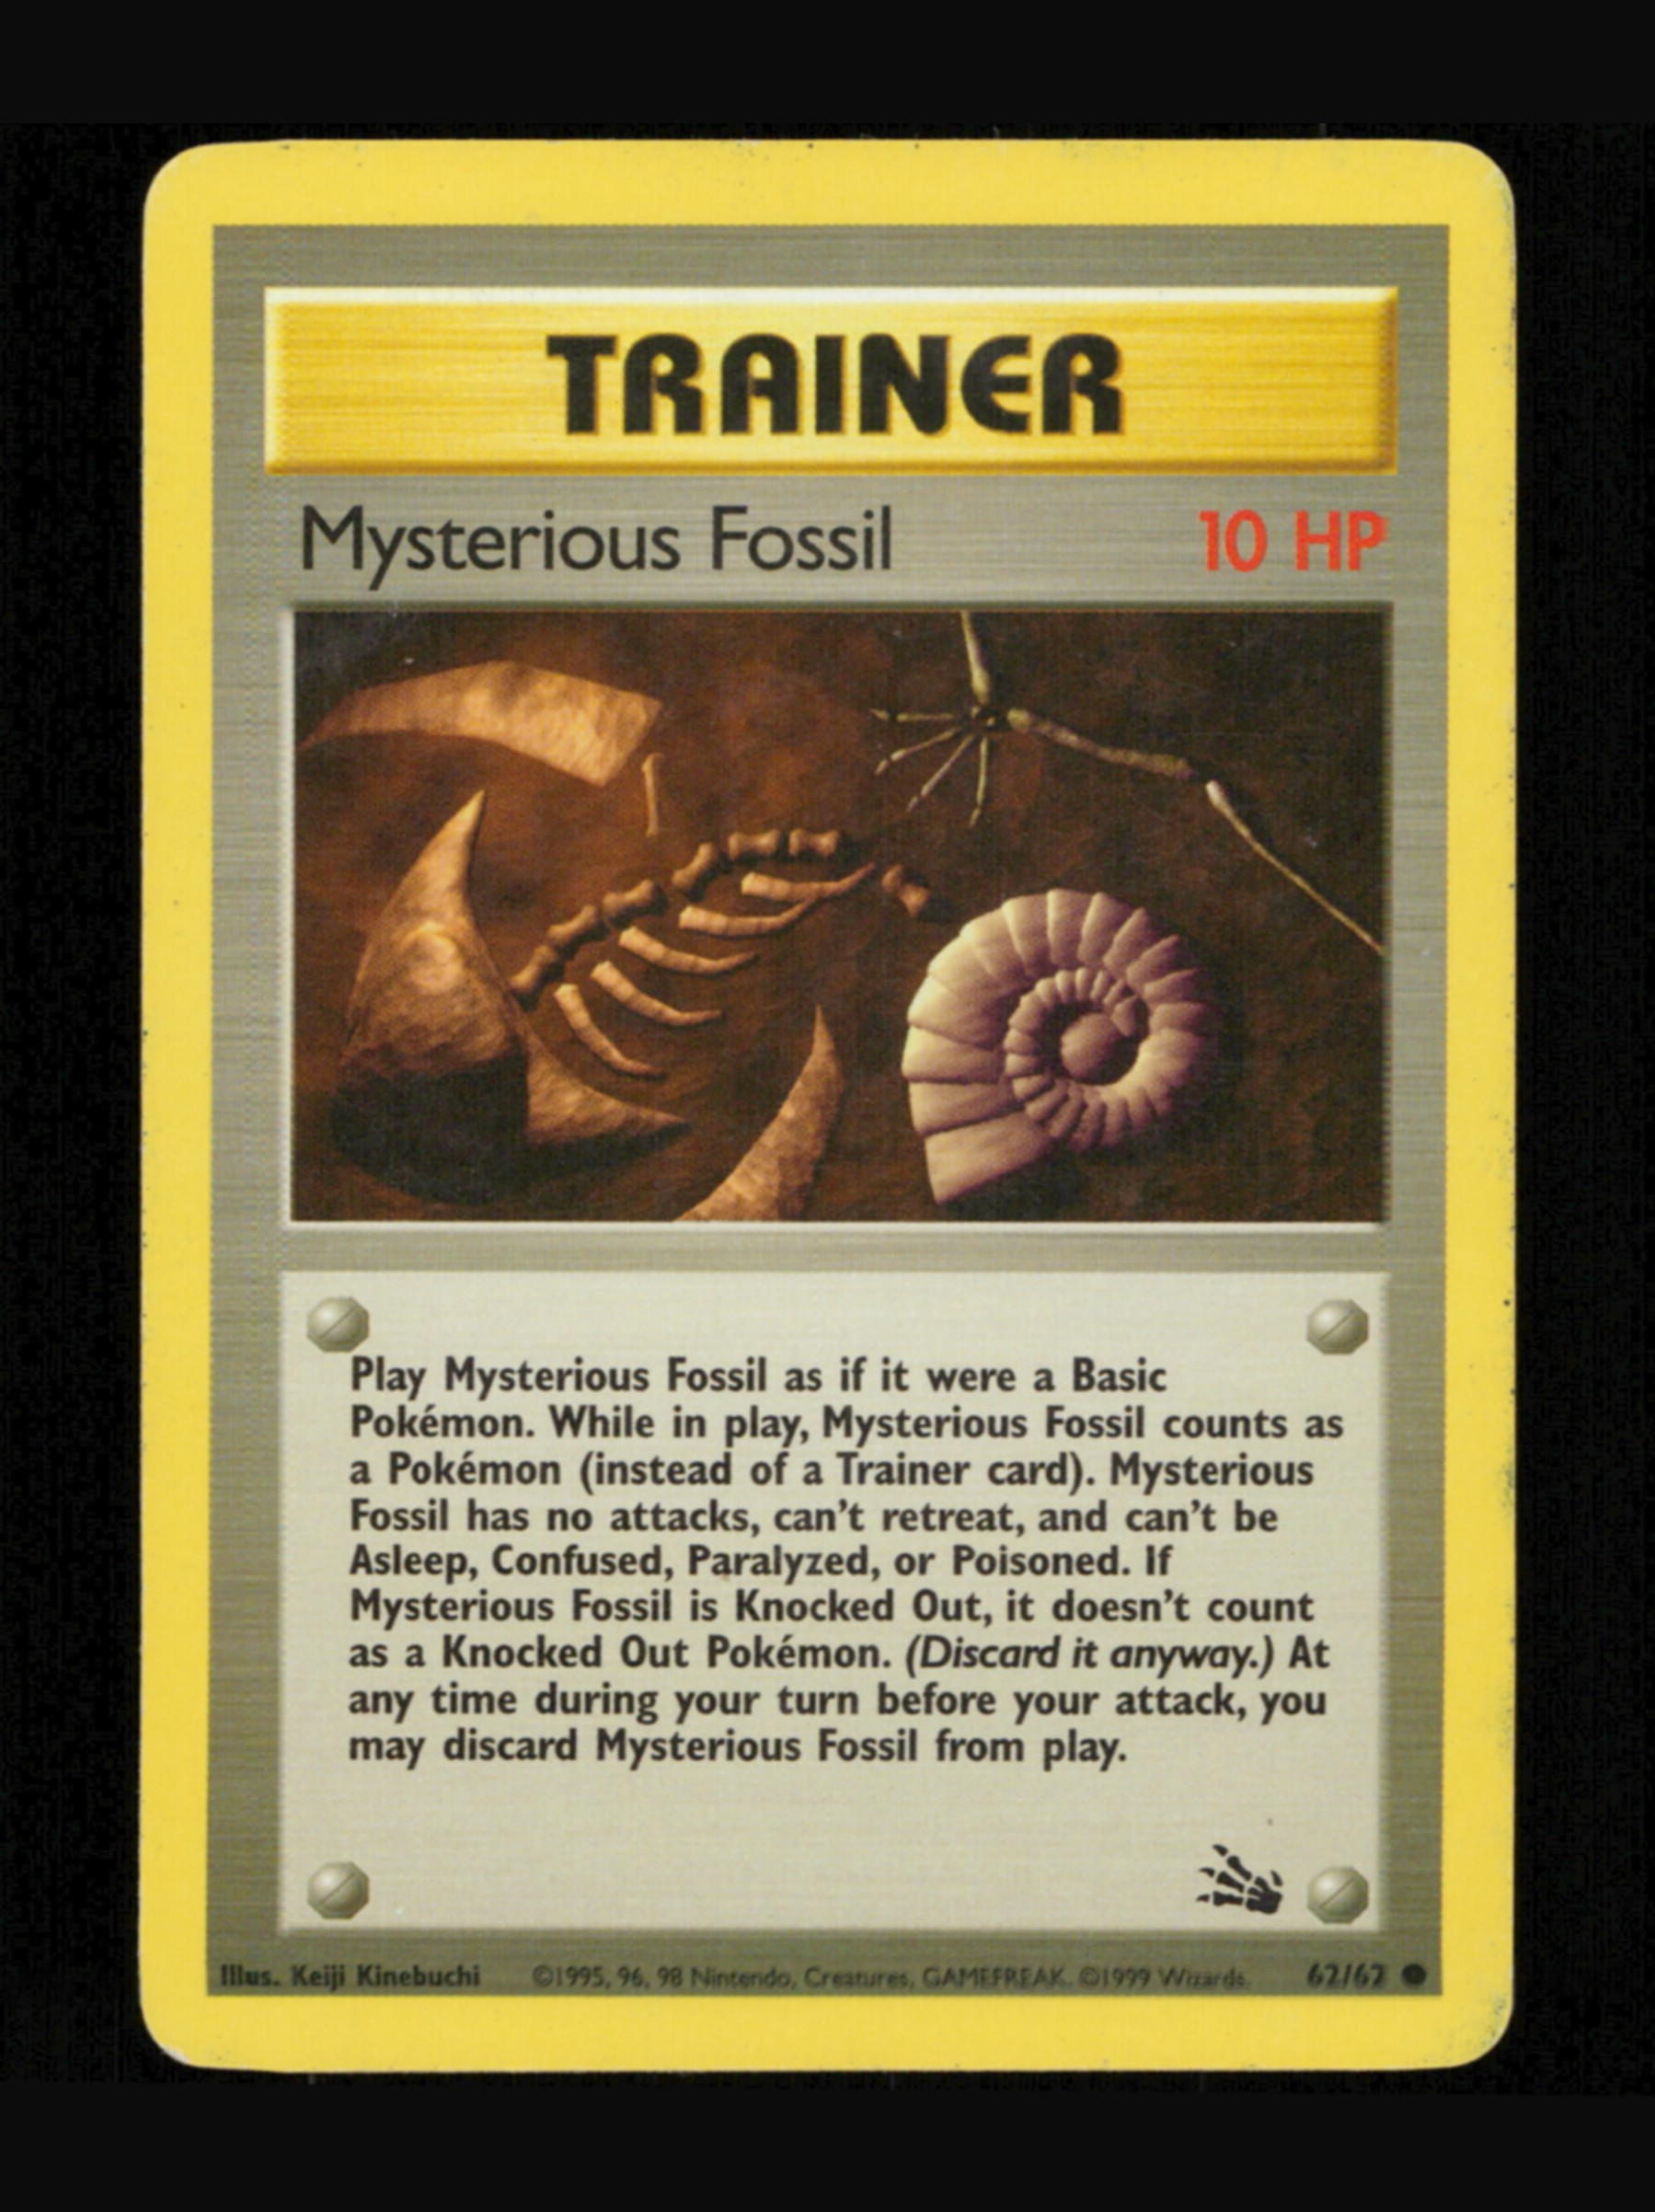 TRAINER
Mysterious Fossil 10 HP
Play Mysterious Fossil as if it were a Basic
Pokémon. While in play, Mysterious Fossil counts as
a Pokémon (instead of a Trainer card). Mysterious
Fossil has no attacks, can't retreat, and can't be
Asleep, Confused, Paralyzed, or Poisoned. If
Mysterious Fossil is Knocked Out, it doesn't count
as a Knocked Out Pokémon. (Discard it anyway.) At
any time during your turn before your attack, you
may discard Mysterious Fossil from play.
Illus. Keiji Kinebuchi ©1995, 96, 98 Nintendo, Creatures, GAMEFREAK. ©1999 Wizards. 62/62